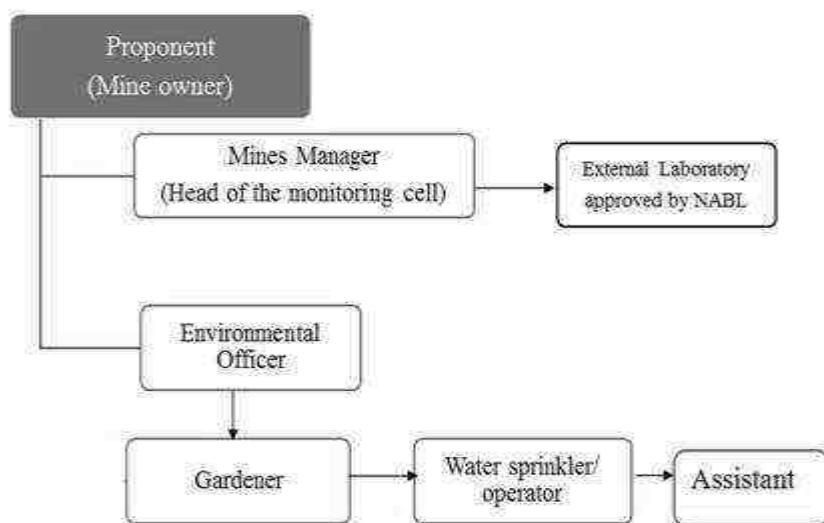 Proponent
(Mine owner)
Mines Manager
(Head of the monitoring cell)
External Laboratory
approved by NABL
Environmental
Officer
Gardener
Water sprinkler/
operator
Assistant